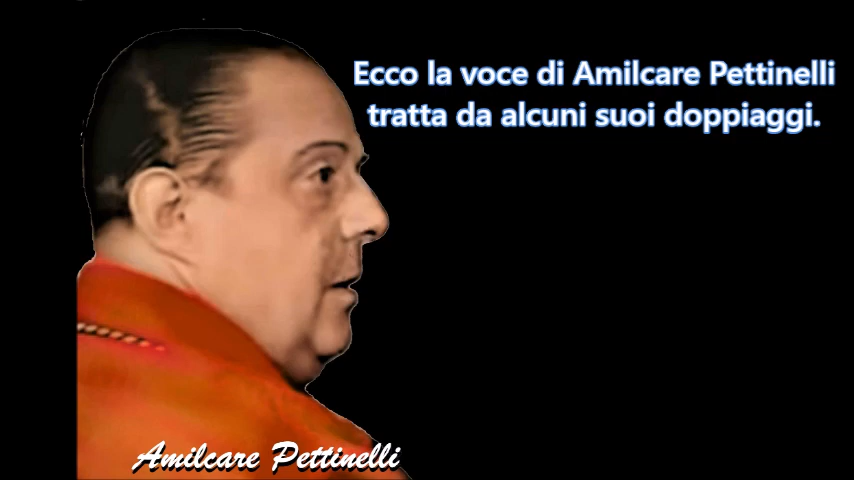 Ecco la voce di Amilcare Pettinelli
tratta da alcuni suoi doppiaggi.
Amilcare Pettinelli